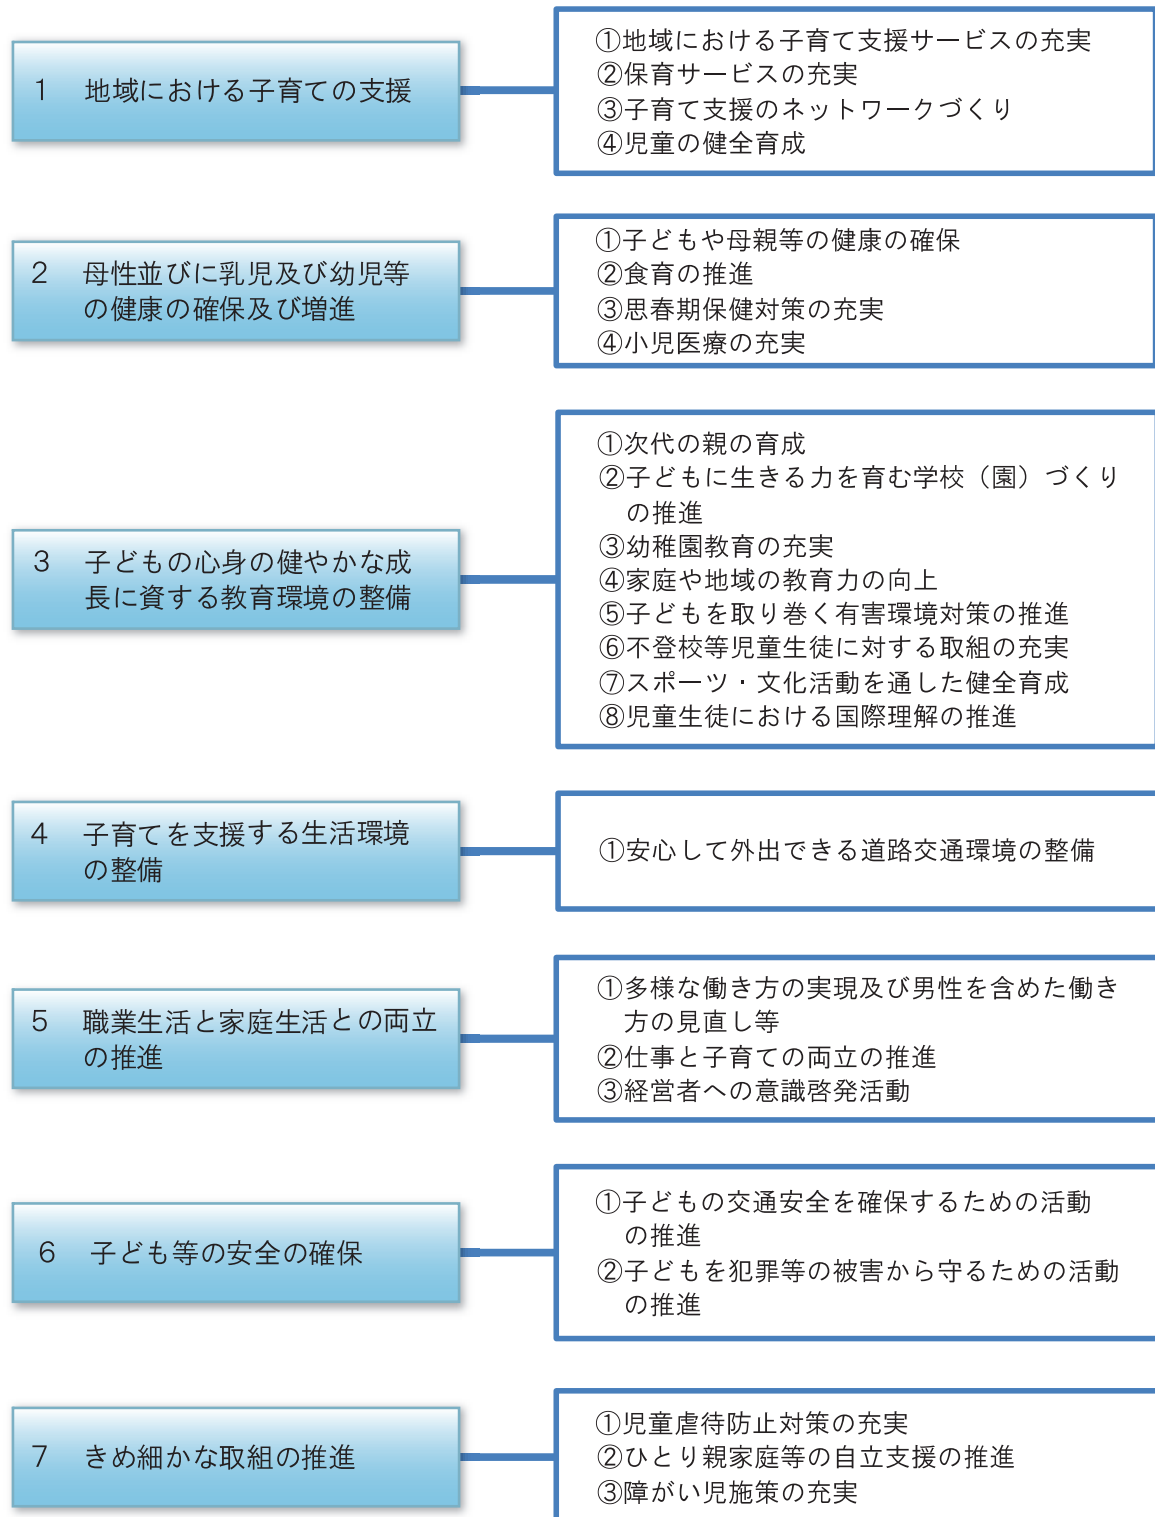 1 地域における子育ての支援
①地域における子育て支援サービスの充実
②保育サービスの充実
③子育て支援のネットワークづくり
④児童の健全育成
2 母性並びに乳児及び幼児等
の健康の確保及び増進
①子どもや母親等の健康の確保
②食育の推進
③思春期保健対策の充実
④小児医療の充実
3 子どもの心身の健やかな成
長に資する教育環境の整備
①次代の親の育成
②子どもに生きる力を育む学校（園）づくり
の推進
③幼稚園教育の充実
④家庭や地域の教育力の向上
⑤子どもを取り巻く有害環境対策の推進
⑥不登校等児童生徒に対する取組の充実
⑦スポーツ・文化活動を通した健全育成
⑧児童生徒における国際理解の推進
4 子育てを支援する生活環境
の整備
①安心して外出できる道路交通環境の整備
5 職業生活と家庭生活との両立
の推進
①多様な働き方の実現及び男性を含めた働き
方の見直し等
②仕事と子育ての両立の推進
③経営者への意識啓発活動
6 子ども等の安全の確保
①子どもの交通安全を確保するための活動
の推進
②子どもを犯罪等の被害から守るための活動
の推進
7 きめ細かな取組の推進
①児童虐待防止対策の充実
②ひとり親家庭等の自立支援の推進
③障がい児施策の充実